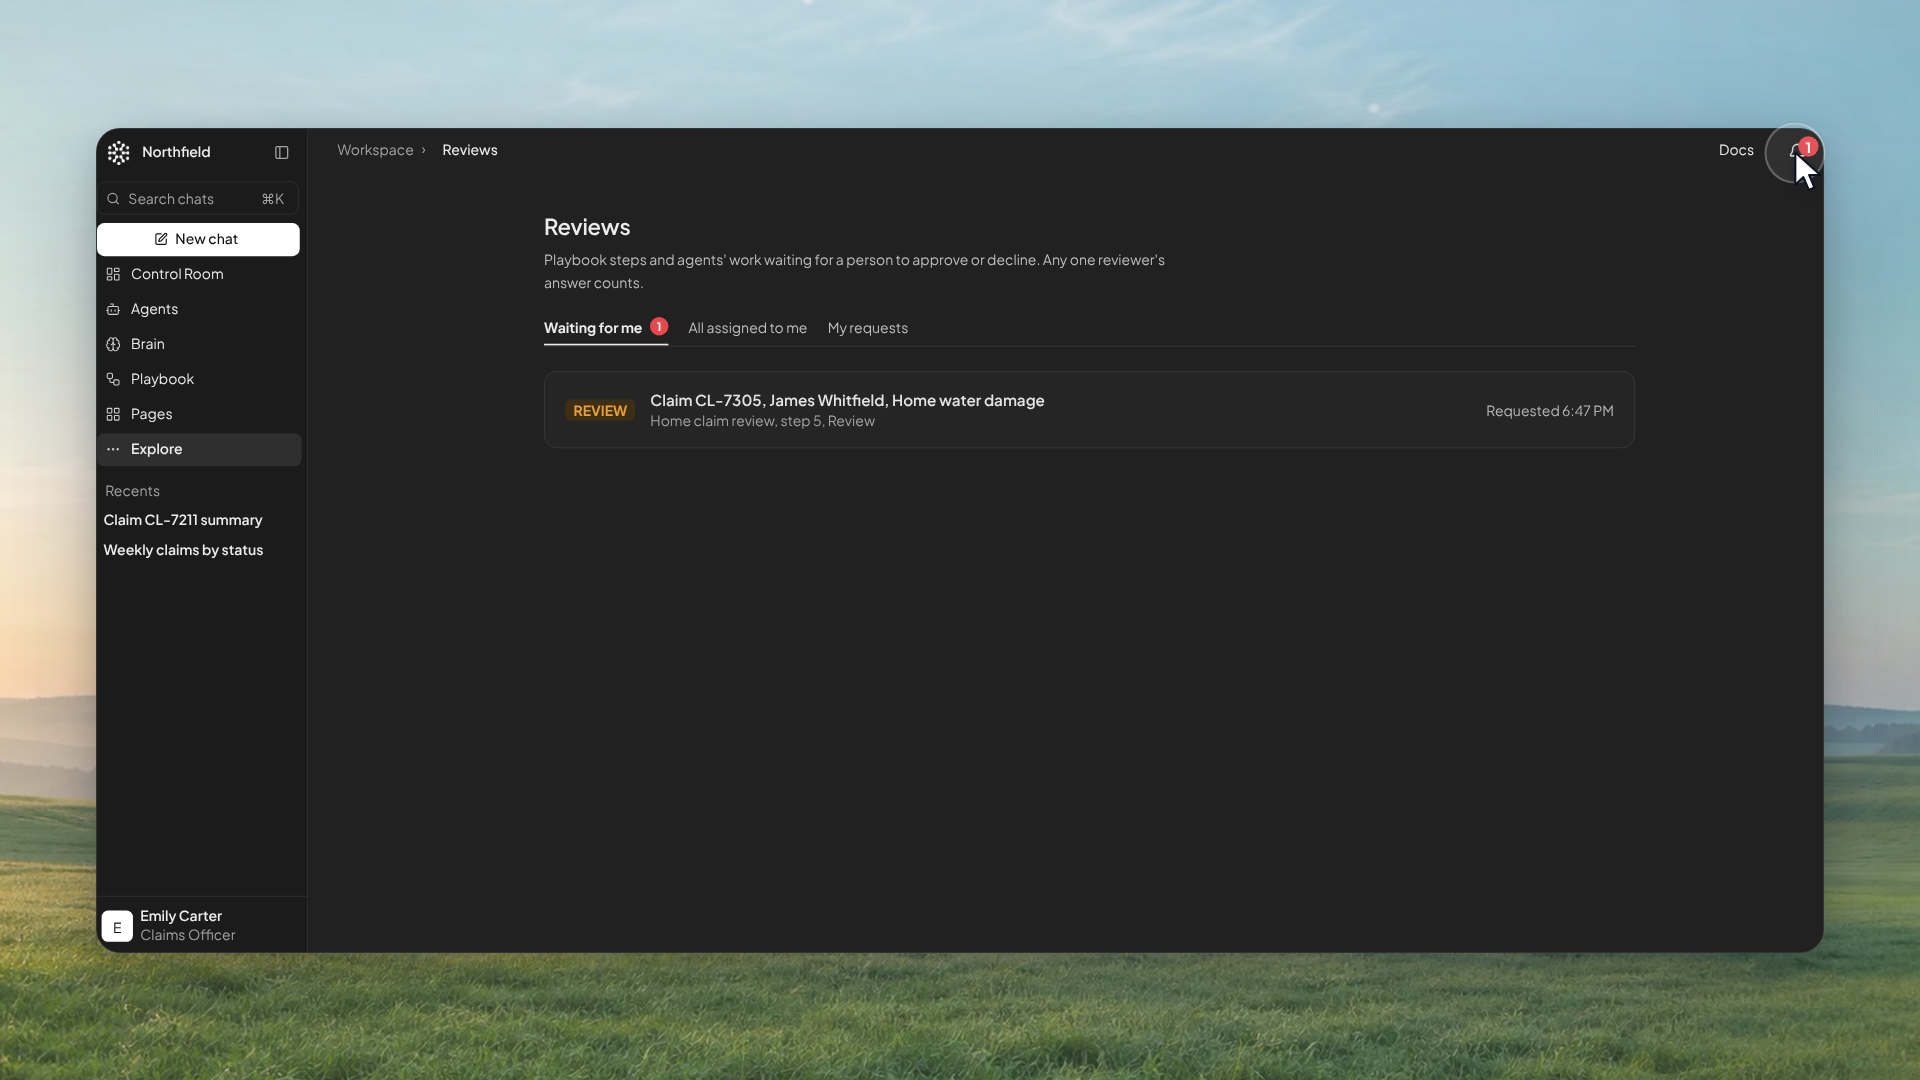 Northfield
Search chats ⌘K
New chat
Control Room
Agents
Brain
Playbook
Pages
Explore
Recents
Claim CL-7211 summary
Weekly claims by status
E
Emily Carter
Claims Officer
Workspace › Reviews
Docs
1
Reviews
Playbook steps and agents' work waiting for a person to approve or decline. Any one reviewer's
answer counts.
Waiting for me 1 All assigned to me My requests
REVIEW
Claim CL-7305, James Whitfield, Home water damage
Home claim review, step 5, Review
Requested 6:47 PM